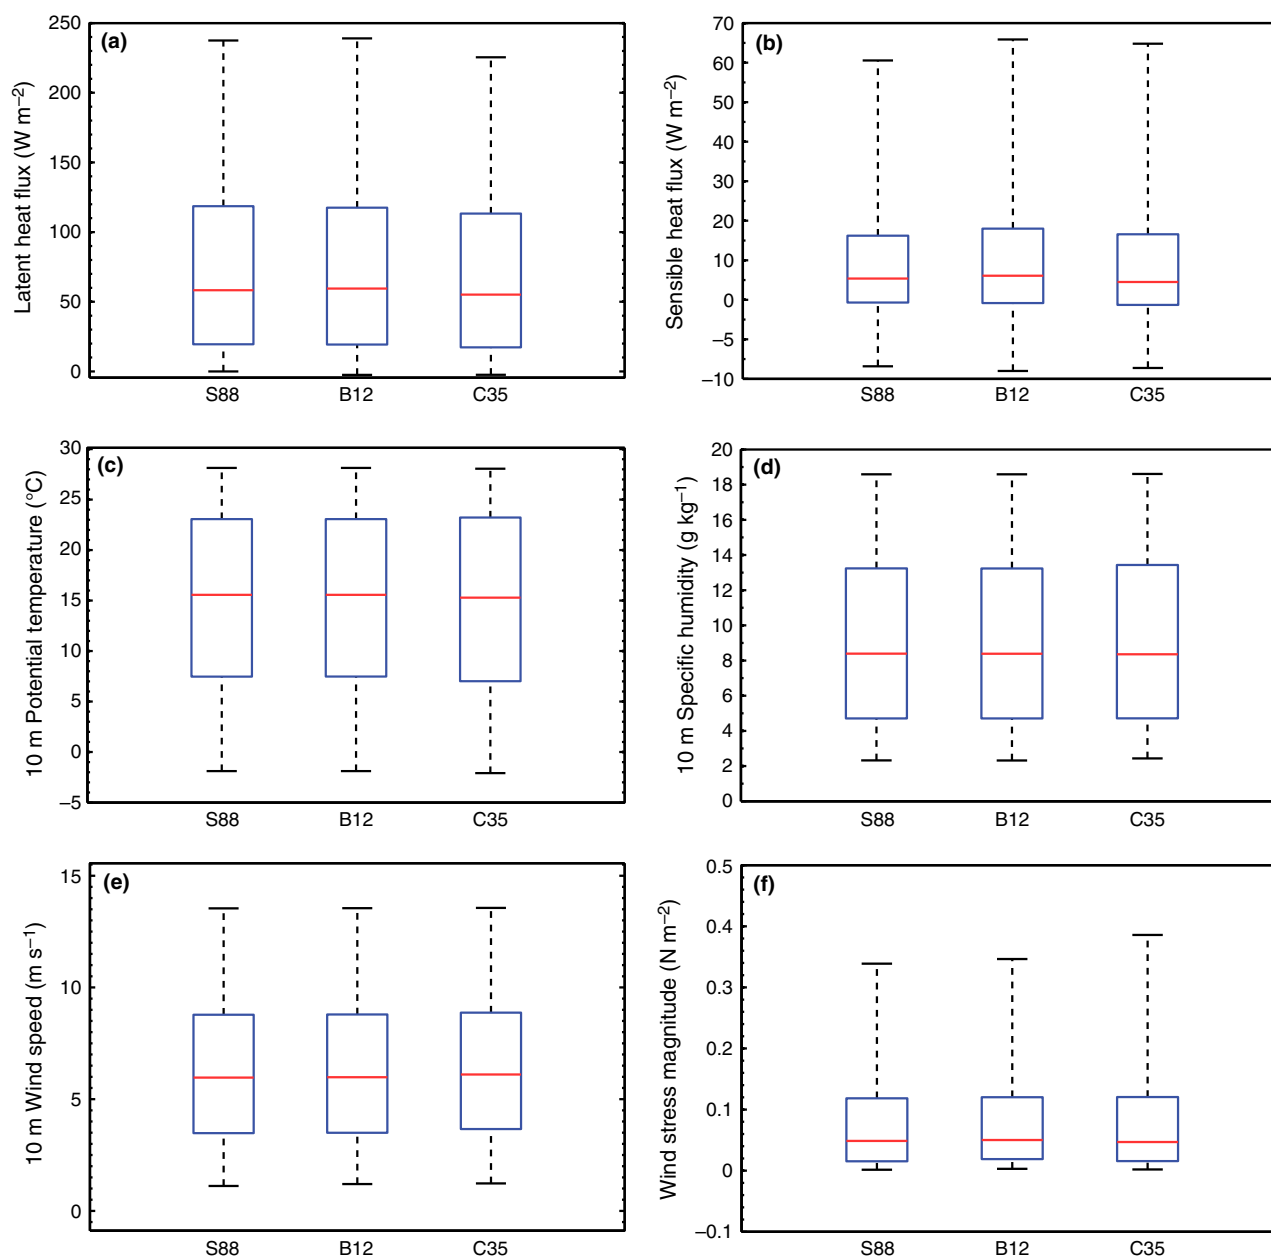 (a)
Latent heat flux (W m−2)
250
200
150
100
50
0
S88 B12 C35
(b)
Sensible heat flux (W m−2)
70
60
50
40
30
20
10
0
−5
−10
S88 B12 C35
(c)
10 m Potential temperature (°C)
30
25
20
15
10
5
0
−5
S88 B12 C35
(d)
10 m Specific humidity (g kg−1)
20
18
16
14
12
10
8
6
4
2
0
S88 B12 C35
(e)
10 m Wind speed (m s−1)
15
10
5
0
S88 B12 C35
(f)
Wind stress magnitude (N m−2)
0.5
0.4
0.3
0.2
0.1
0
−0.1
S88 B12 C35